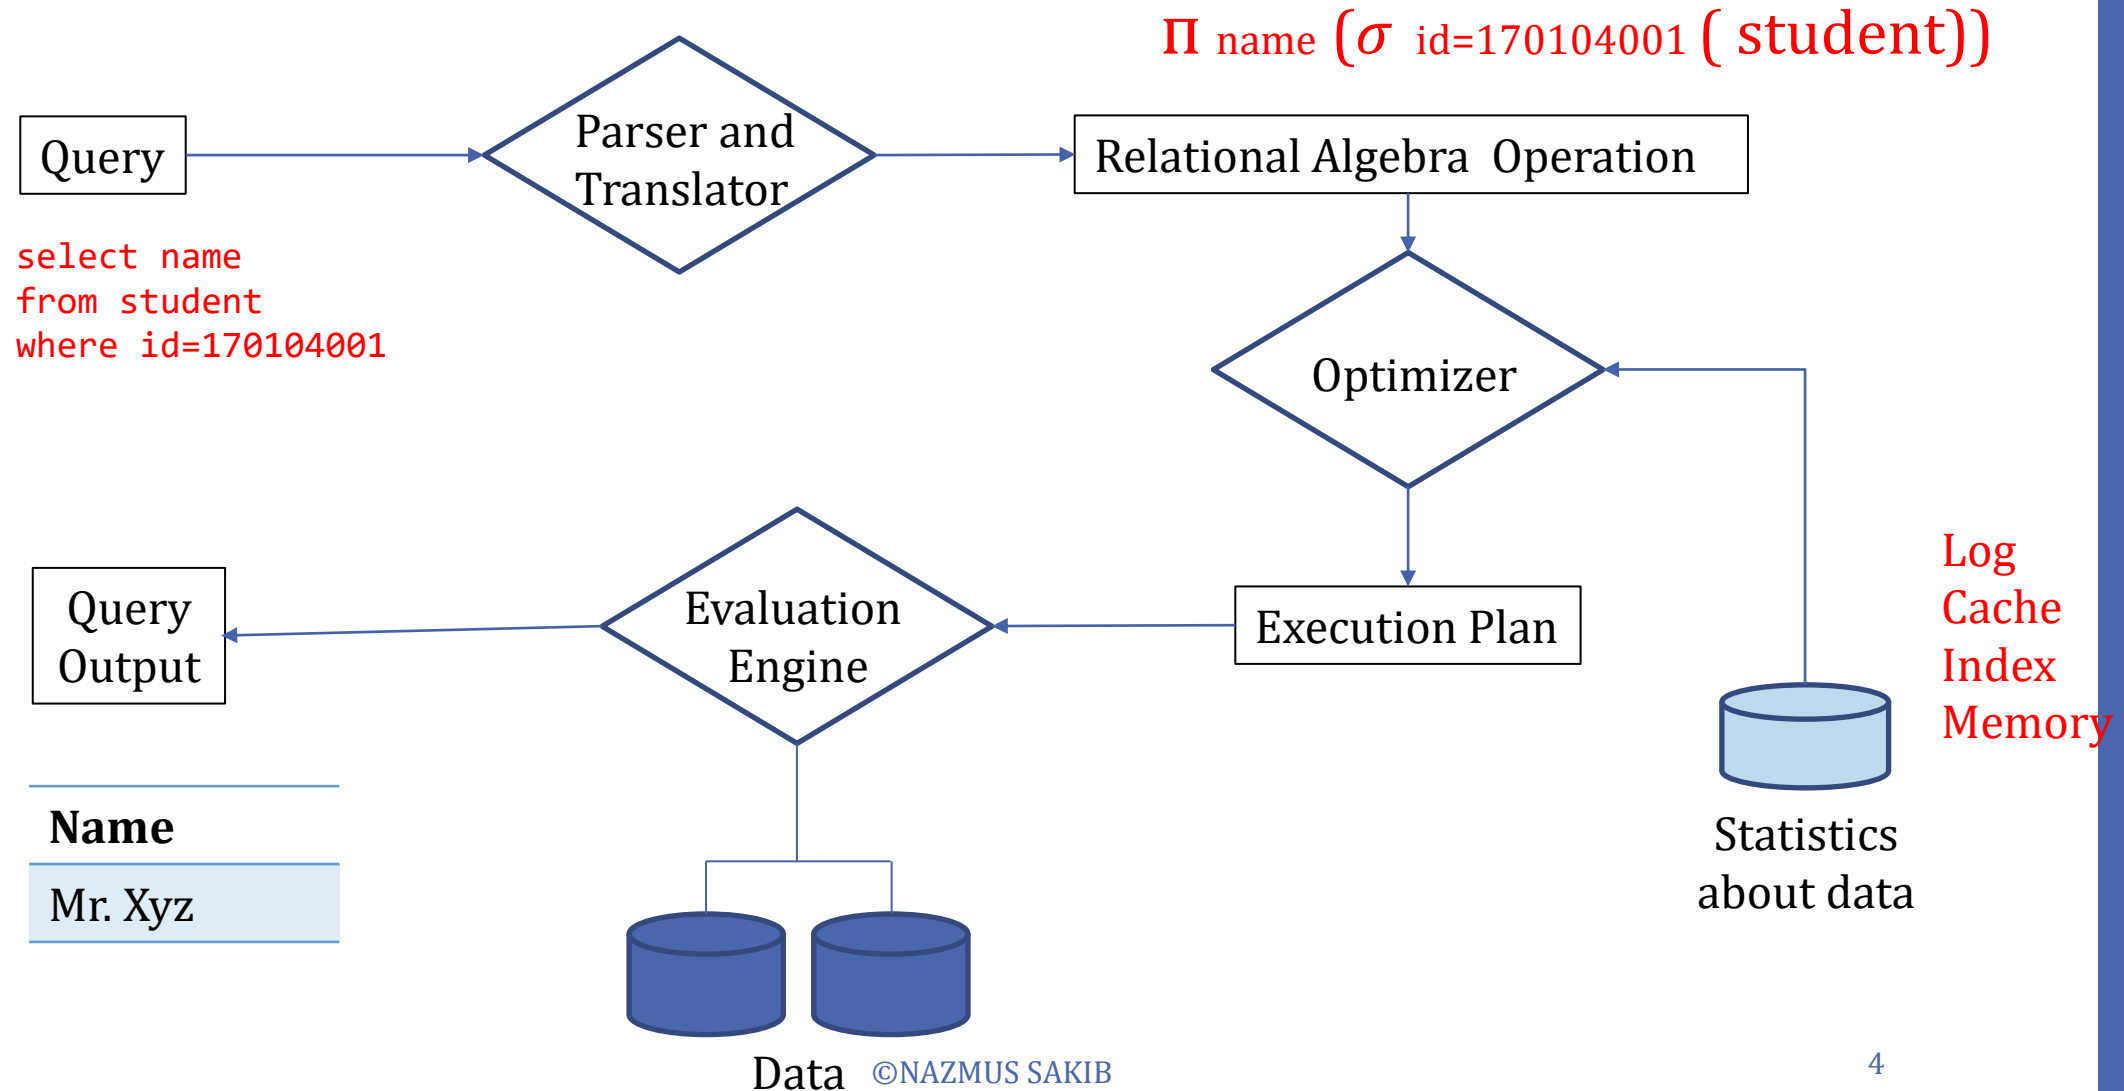 Π name (σ id=170104001 ( student))
Query
Parser and
Translator
Relational Algebra  Operation
select name
from student
where id=170104001
Optimizer
Log
Cache
Index
Memory
Query
Output
Evaluation
Engine
Execution Plan
Statistics
about data
Name
Mr. Xyz
Data
©NAZMUS SAKIB
4